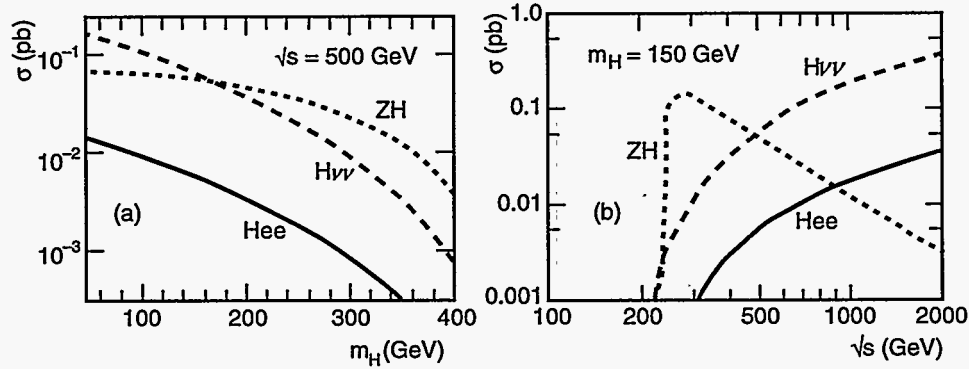 σ (pb)
10⁻¹
10⁻²
10⁻³
√s = 500 GeV
ZH
Hνν
Hee
(a)
100
200
300
400
m_H (GeV)
σ (pb)
1.0
0.1
0.01
0.001
m_H = 150 GeV
Hνν
ZH
Hee
(b)
100
200
500
1000
2000
√s (GeV)